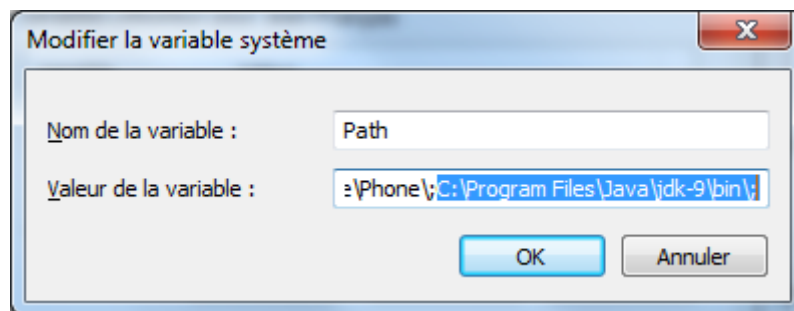 Modifier la variable système
Nom de la variable : Path
Valeur de la variable : e\Phone\;C:\Program Files\Java\jdk-9\bin\;
OK Annuler